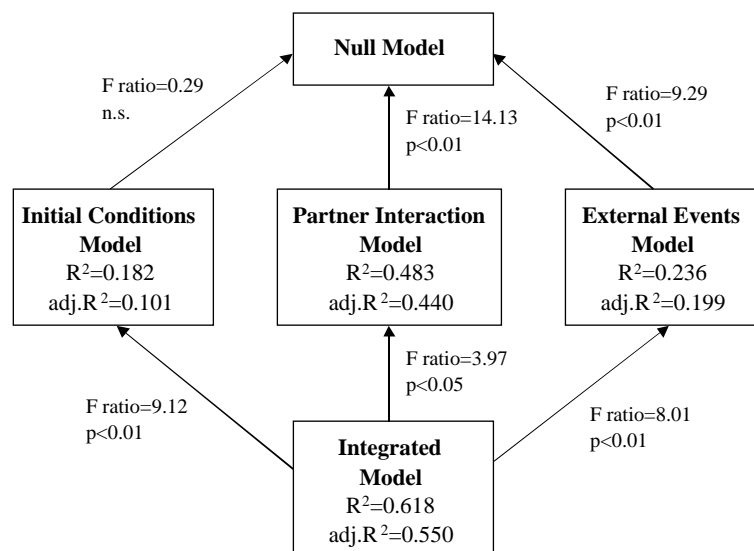 Null Model
F ratio=0.29
n.s.
F ratio=14.13
p<0.01
F ratio=9.29
p<0.01
Initial Conditions
Model
R²=0.182
adj.R²=0.101
Partner Interaction
Model
R²=0.483
adj.R²=0.440
External Events
Model
R²=0.236
adj.R²=0.199
F ratio=9.12
p<0.01
F ratio=3.97
p<0.05
F ratio=8.01
p<0.01
Integrated
Model
R²=0.618
adj.R²=0.550